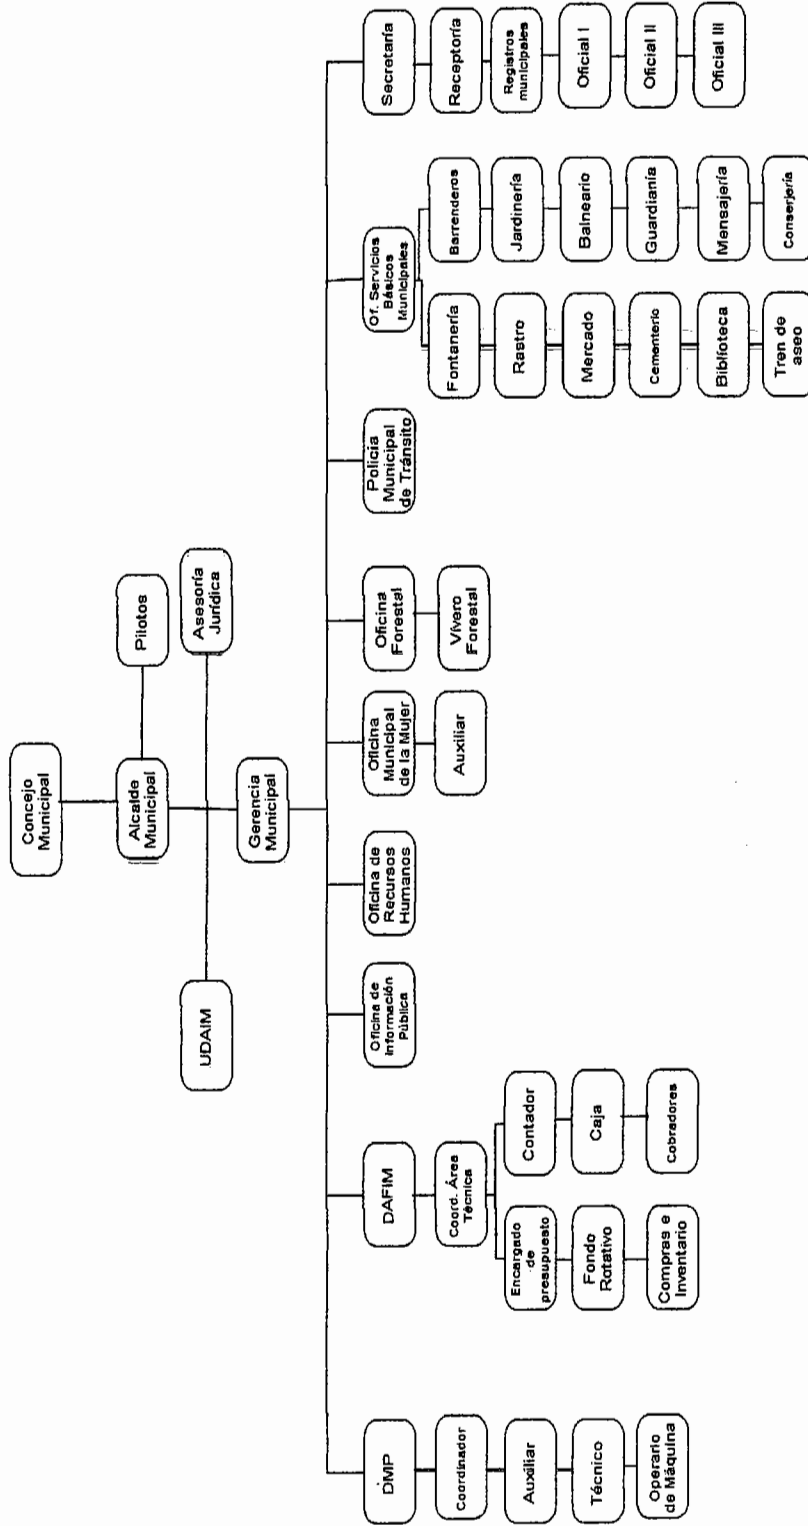 Concejo
Municipal
Alcalde
Municipal
Pilotos
UDAIM
Asesoría
Jurídica
Gerencia
Municipal
DMP
Coordinador
Auxiliar
Técnico
Operario
de Máquina
DAFIM
Coord. Área
Técnica
Encargado
de
presupuesto
Fondo
Rotativo
Compras e
Inventario
Contador
Caja
Cobradores
Oficina de
Información
Pública
Oficina de
Recursos
Humanos
Oficina
Municipal
de la Mujer
Auxiliar
Oficina
Forestal
Vívero
Forestal
Policía
Municipal
de Tránsito
Of. Servicios
Básicos
Municipales
Fontanería
Rastro
Mercado
Cementerio
Biblioteca
Tren de
aseo
Barrenderos
Jardinería
Balneario
Guardianía
Mensajería
Conserjería
Secretaría
Receptoría
Registros
municipales
Oficial I
Oficial II
Oficial III